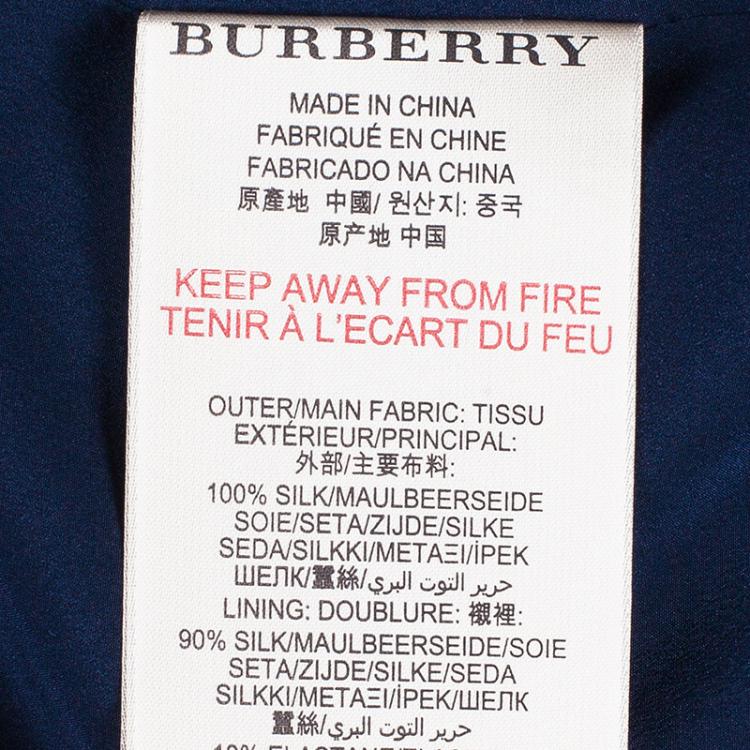 BURBERRY
MADE IN CHINA
FABRIQUÉ EN CHINE
FABRICADO NA CHINA
原產地 中國/ 원산지: 중국
原产地 中国
KEEP AWAY FROM FIRE
TENIR À L'ECART DU FEU
OUTER/MAIN FABRIC: TISSU
EXTÉRIEUR/PRINCIPAL:
外部/主要布料:
100% SILK/MAULBEERSEIDE
SOIE/SETA/ZIJDE/SILKE
SEDA/SILKKI/ΜΕΤΑΞΙ/İPEK
ШЕЛК/蠶絲/حرير التوت البري
LINING: DOUBLURE: 襯裡:
90% SILK/MAULBEERSEIDE/SOIE
SETA/ZIJDE/SILKE/SEDA
SILKKI/ΜΕΤΑΞΙ/İPEK/ШЕЛК
蠶絲/حرير التوت البري
10% ELASTANE/